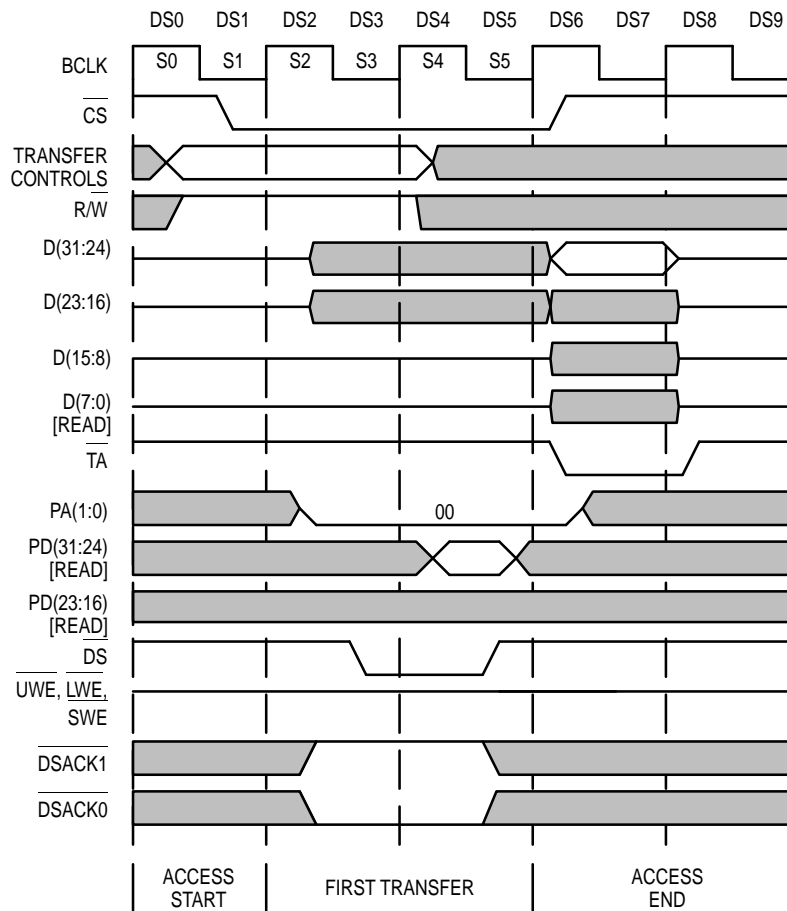 DS0 DS1 DS2 DS3 DS4 DS5 DS6 DS7 DS8 DS9
BCLK S0 S1 S2 S3 S4 S5
CS
TRANSFER
CONTROLS
R/W
D(31:24)
D(23:16)
D(15:8)
D(7:0)
[READ]
TA
PA(1:0) 00
PD(31:24)
[READ]
PD(23:16)
[READ]
DS
UWE, LWE,
SWE
DSACK1
DSACK0
ACCESS
START
FIRST TRANSFER
ACCESS
END